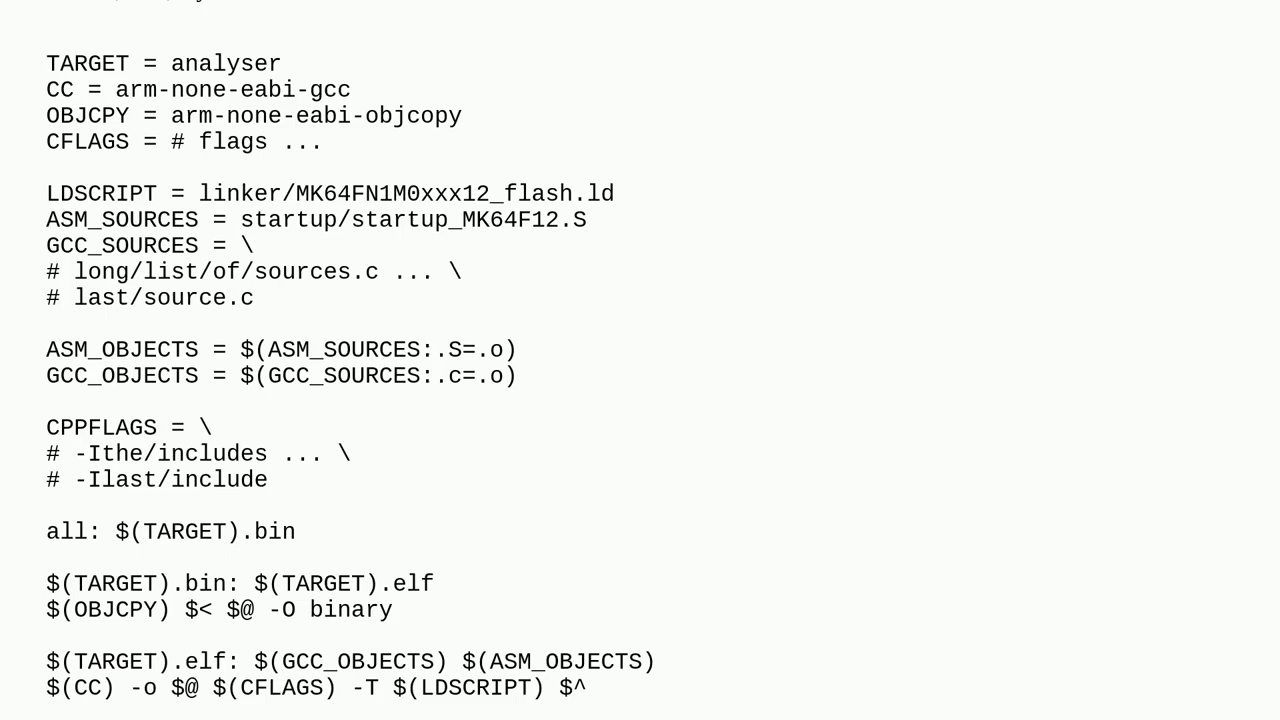 TARGET = analyser
CC = arm-none-eabi-gcc
OBJCPY = arm-none-eabi-objcopy
CFLAGS = # flags ...
LDSCRIPT = linker/MK64FN1M0xxx12_flash.ld
ASM_SOURCES = startup/startup_MK64F12.S
GCC_SOURCES = \
# long/list/of/sources.c ... \
# last/source.c
ASM_OBJECTS = $(ASM_SOURCES:.S=.o)
GCC_OBJECTS = $(GCC_SOURCES:.c=.o)
CPPFLAGS = \
# -Ithe/includes ... \
# -Ilast/include
all: $(TARGET).bin
$(TARGET).bin: $(TARGET).elf
$(OBJCPY) $< $@ -O binary
$(TARGET).elf: $(GCC_OBJECTS) $(ASM_OBJECTS)
$(CC) -o $@ $(CFLAGS) -T $(LDSCRIPT) $^